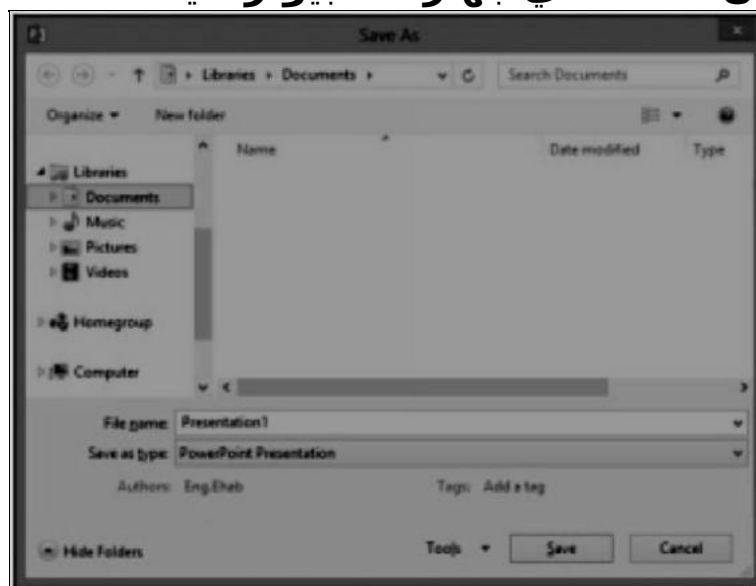 Save As
Libraries Documents
Search Documents
Organize New folder
Name Date modified Type
Libraries
Documents
Music
Pictures
Videos
Homegroup
Computer
File name: Presentation1
Save as type: PowerPoint Presentation
Authors: Eng.Ehab Tags: Add a tag
Hide Folders Tools Save Cancel